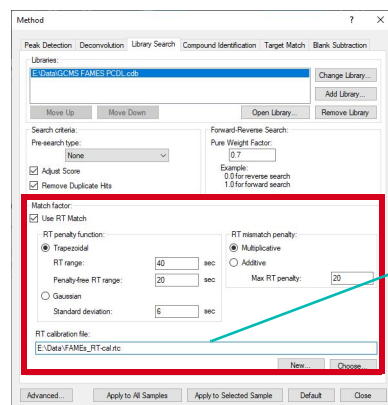 Method ? ×
Peak Detection Deconvolution Library Search Compound Identification Target Match Blank Subtraction
Libraries:
E:\Data\GCMS FAMES PCDL.cdb
Change Library...
Add Library...
Move Up Move Down Open Library... Remove Library
Search criteria:
Pre-search type:
None
Adjust Score
Remove Duplicate Hits
Forward-Reverse Search:
Pure Weight Factor:
0.7
Example:
0.0 for reverse search
1.0 for forward search
Match factor:
Use RT Match
RT penalty function:
Trapezoidal
RT range: 40 sec
Penalty-free RT range: 20 sec
Gaussian
Standard deviation: 6 sec
RT mismatch penalty:
Multiplicative
Additive
Max RT penalty: 20
RT calibration file:
E:\Data\FAMEs_RT-cal.rtc
New... Choose...
Advanced... Apply to All Samples Apply to Selected Sample Default Close